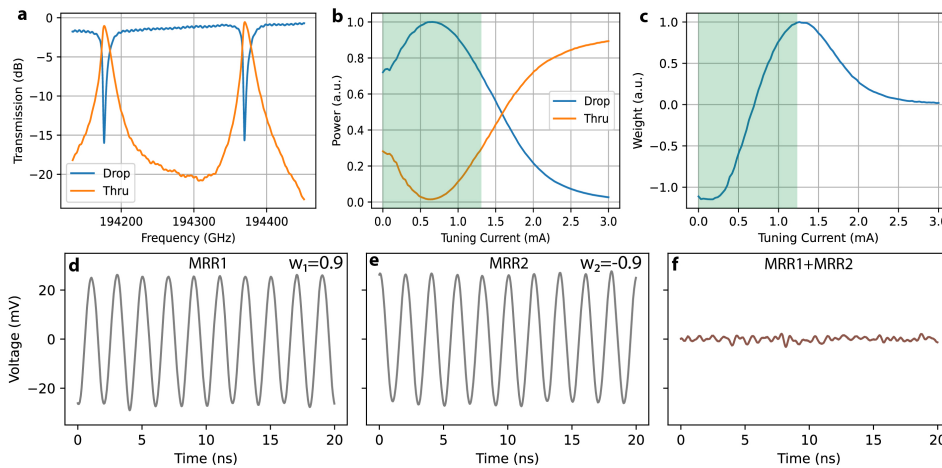 a
0
−5
−10
−15
−20
Transmission (dB)
Drop
Thru
194200
194300
194400
Frequency (GHz)
b
1.0
0.8
0.6
0.4
0.2
0.0
Power (a.u.)
Drop
Thru
0.0
0.5
1.0
1.5
2.0
2.5
3.0
Tuning Current (mA)
c
1.0
0.5
0.0
−0.5
−1.0
Weight (a.u.)
0.0
0.5
1.0
1.5
2.0
2.5
3.0
Tuning Current (mA)
d
MRR1
w₁=0.9
20
0
−20
Voltage (mV)
0
5
10
15
20
Time (ns)
e
MRR2
w₂=-0.9
0
5
10
15
20
Time (ns)
f
MRR1+MRR2
0
5
10
15
20
Time (ns)